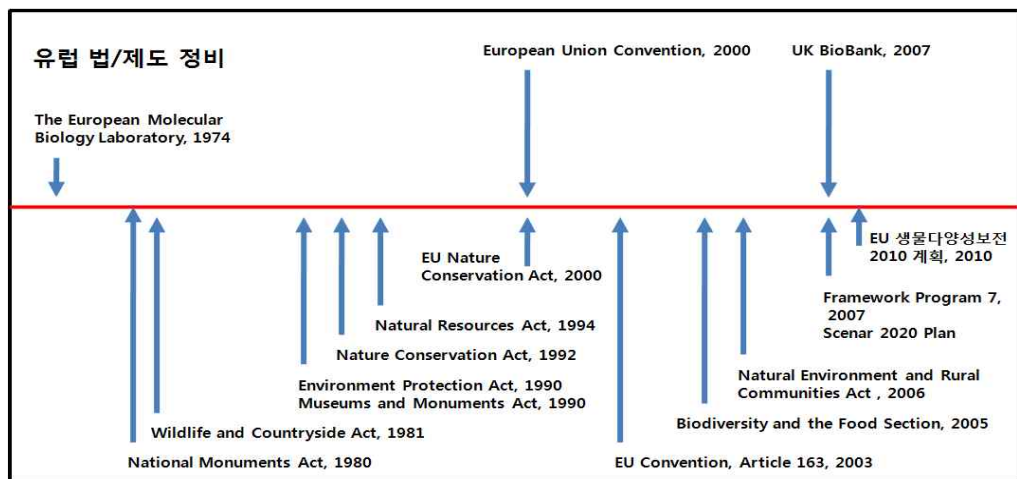 유럽 법/제도 정비
European Union Convention, 2000
UK BioBank, 2007
The European Molecular
Biology Laboratory, 1974
EU Nature
Conservation Act, 2000
EU 생물다양성보전
2010 계획, 2010
Natural Resources Act, 1994
Framework Program 7,
2007
Scenar 2020 Plan
Nature Conservation Act, 1992
Environment Protection Act, 1990
Museums and Monuments Act, 1990
Natural Environment and Rural
Communities Act , 2006
Wildlife and Countryside Act, 1981
Biodiversity and the Food Section, 2005
National Monuments Act, 1980
EU Convention, Article 163, 2003